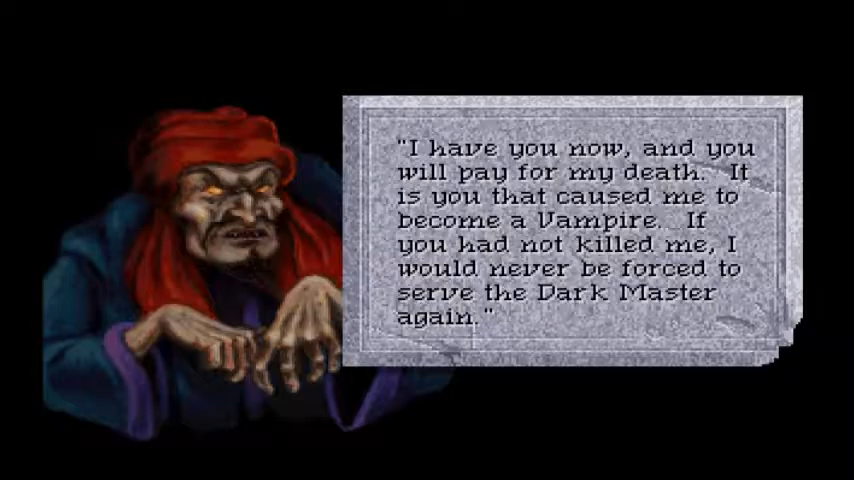 "I have you now, and you
will pay for my death.  It
is you that caused me to
become a Vampire.  If
you had not killed me, I
would never be forced to
serve the Dark Master
again."